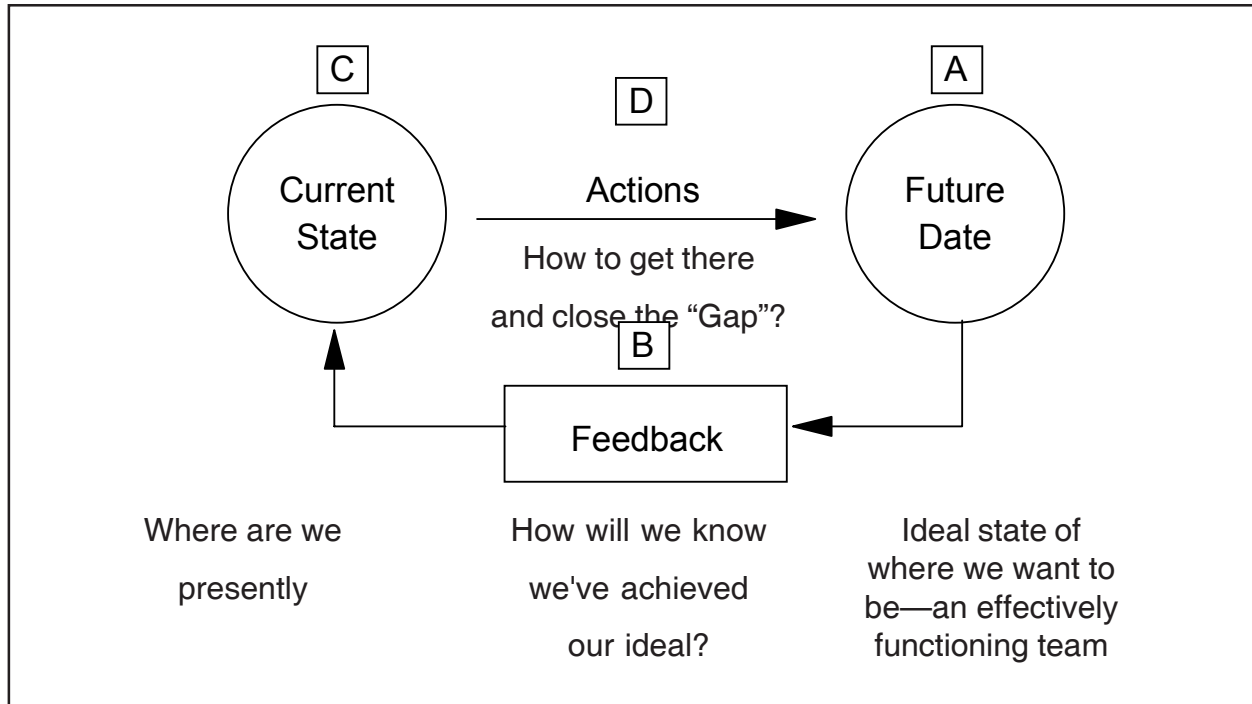 C
A
D
Current
State
Actions
Future
Date
How to get there
and close the “Gap”?
B
Feedback
Where are we
presently
How will we know
we've achieved
our ideal?
Ideal state of
where we want to
be—an effectively
functioning team